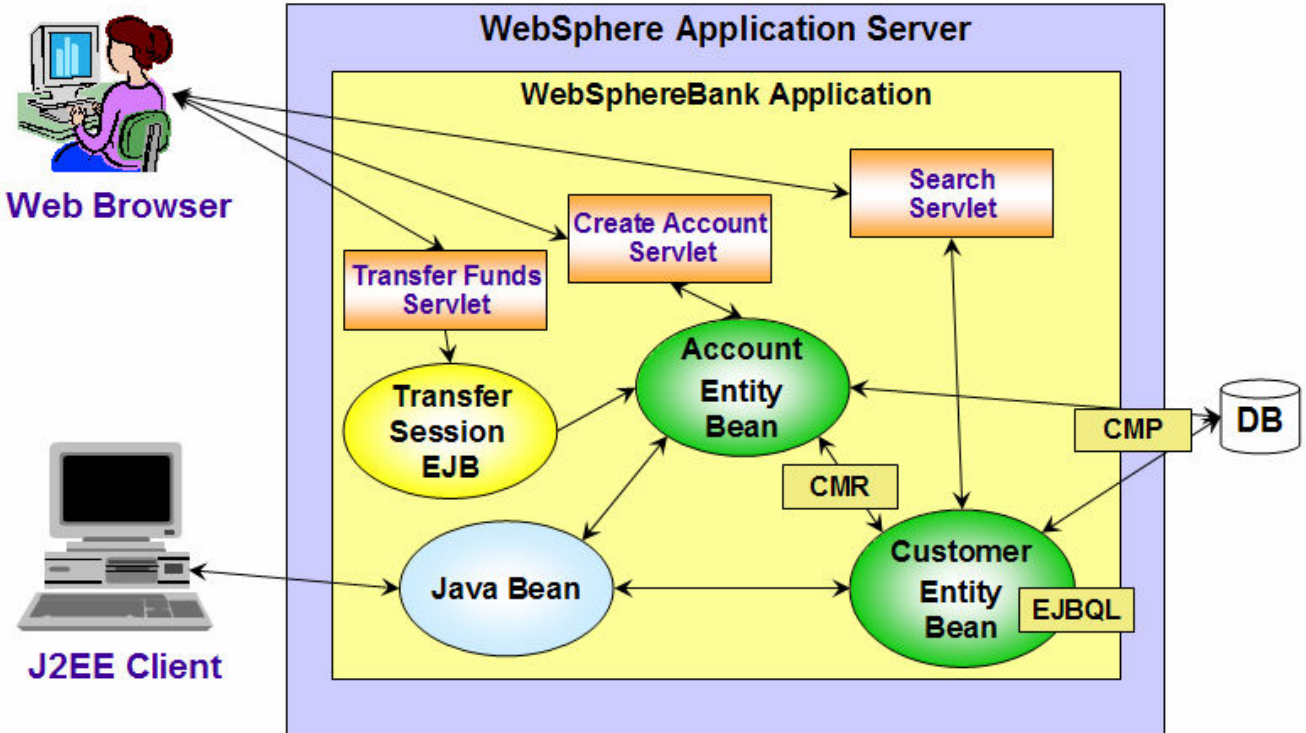 WebSphere Application Server
WebSphereBank Application
Web Browser
Search
Servlet
Create Account
Servlet
Transfer Funds
Servlet
Account
Entity
Bean
Transfer
Session
EJB
CMP
DB
CMR
Java Bean
Customer
Entity
Bean
EJBQL
J2EE Client